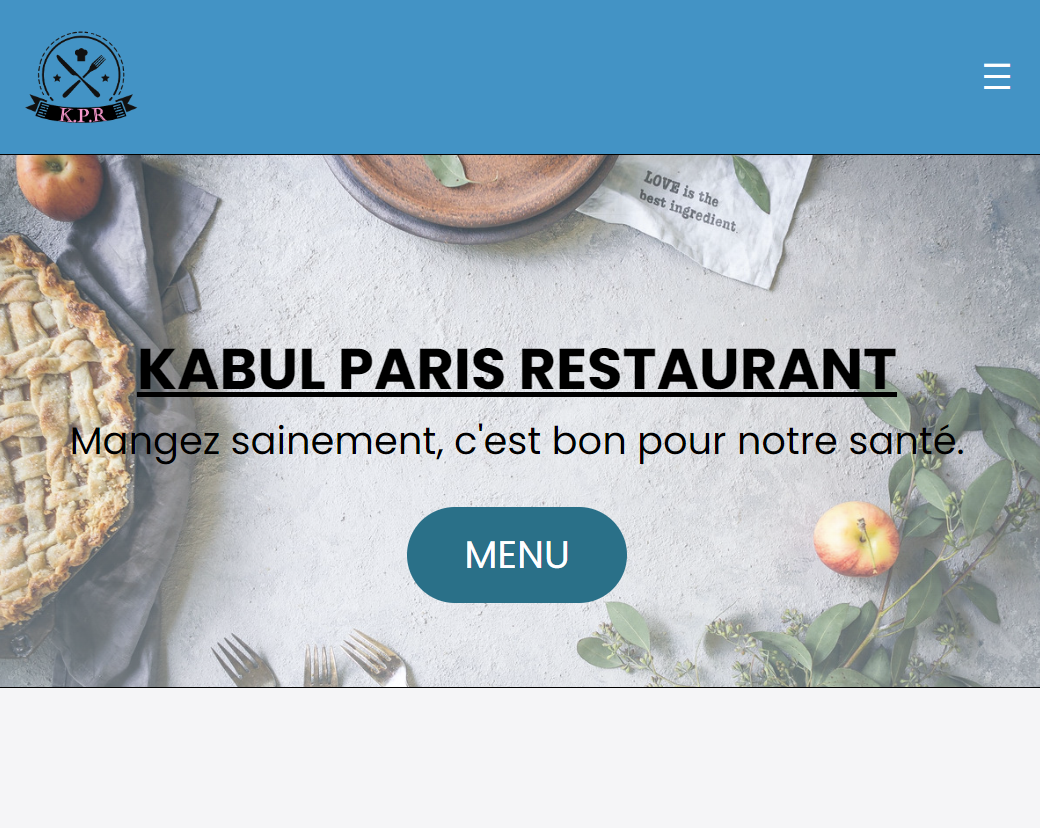 K.P.R
LOVE is the
best ingredient
KABUL PARIS RESTAURANT
Mangez sainement, c'est bon pour notre santé.
MENU